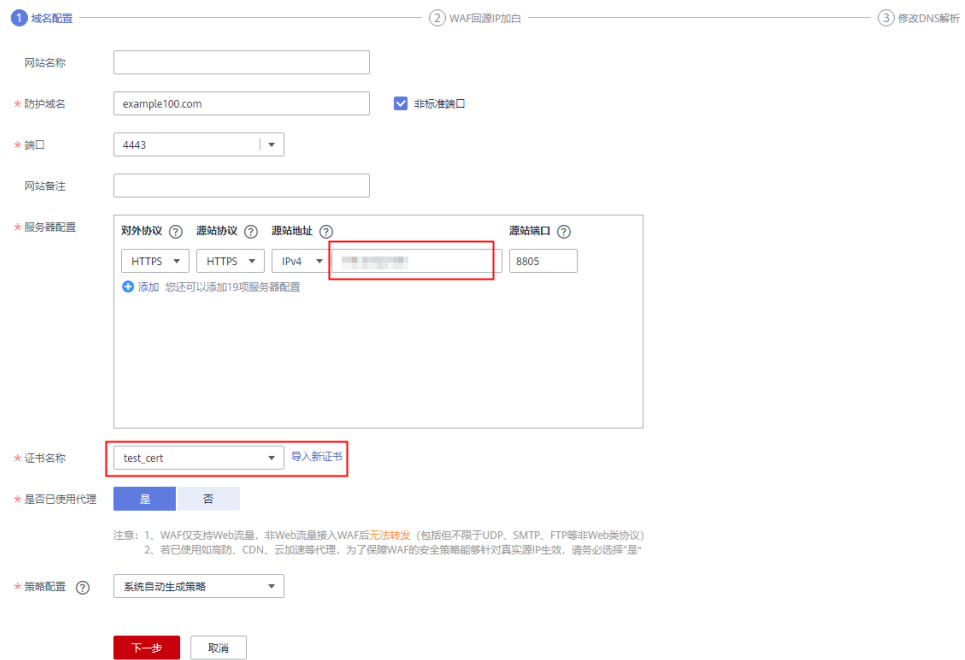 1 域名配置 2 WAF回源IP加白 3 修改DNS解析
网站名称
* 防护域名 example100.com 非标准端口
* 端口 4443
网站备注
* 服务器配置 对外协议 ? 源站协议 ? 源站地址 ? 源站端口 ?
HTTPS HTTPS IPv4 8805
添加 您还可以添加19项服务器配置
* 证书名称 test_cert 导入新证书
* 是否已使用代理 是 否
注意：1、WAF仅支持Web流量，非Web流量接入WAF后无法转发（包括但不限于UDP、SMTP、FTP等非Web类协议）
2、若已使用如高防、CDN、云加速等代理，为了保障WAF的安全策略能够针对真实源IP生效，请务必选择"是"
* 策略配置 ? 系统自动生成策略
下一步 取消